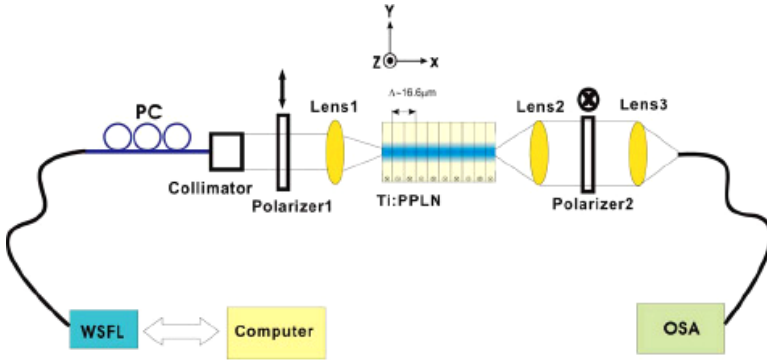 Y
Z
X
Λ~16.6μm
PC
Lens1
Lens2
Lens3
Collimator
Polarizer1
Ti:PPLN
Polarizer2
WSFL
Computer
OSA